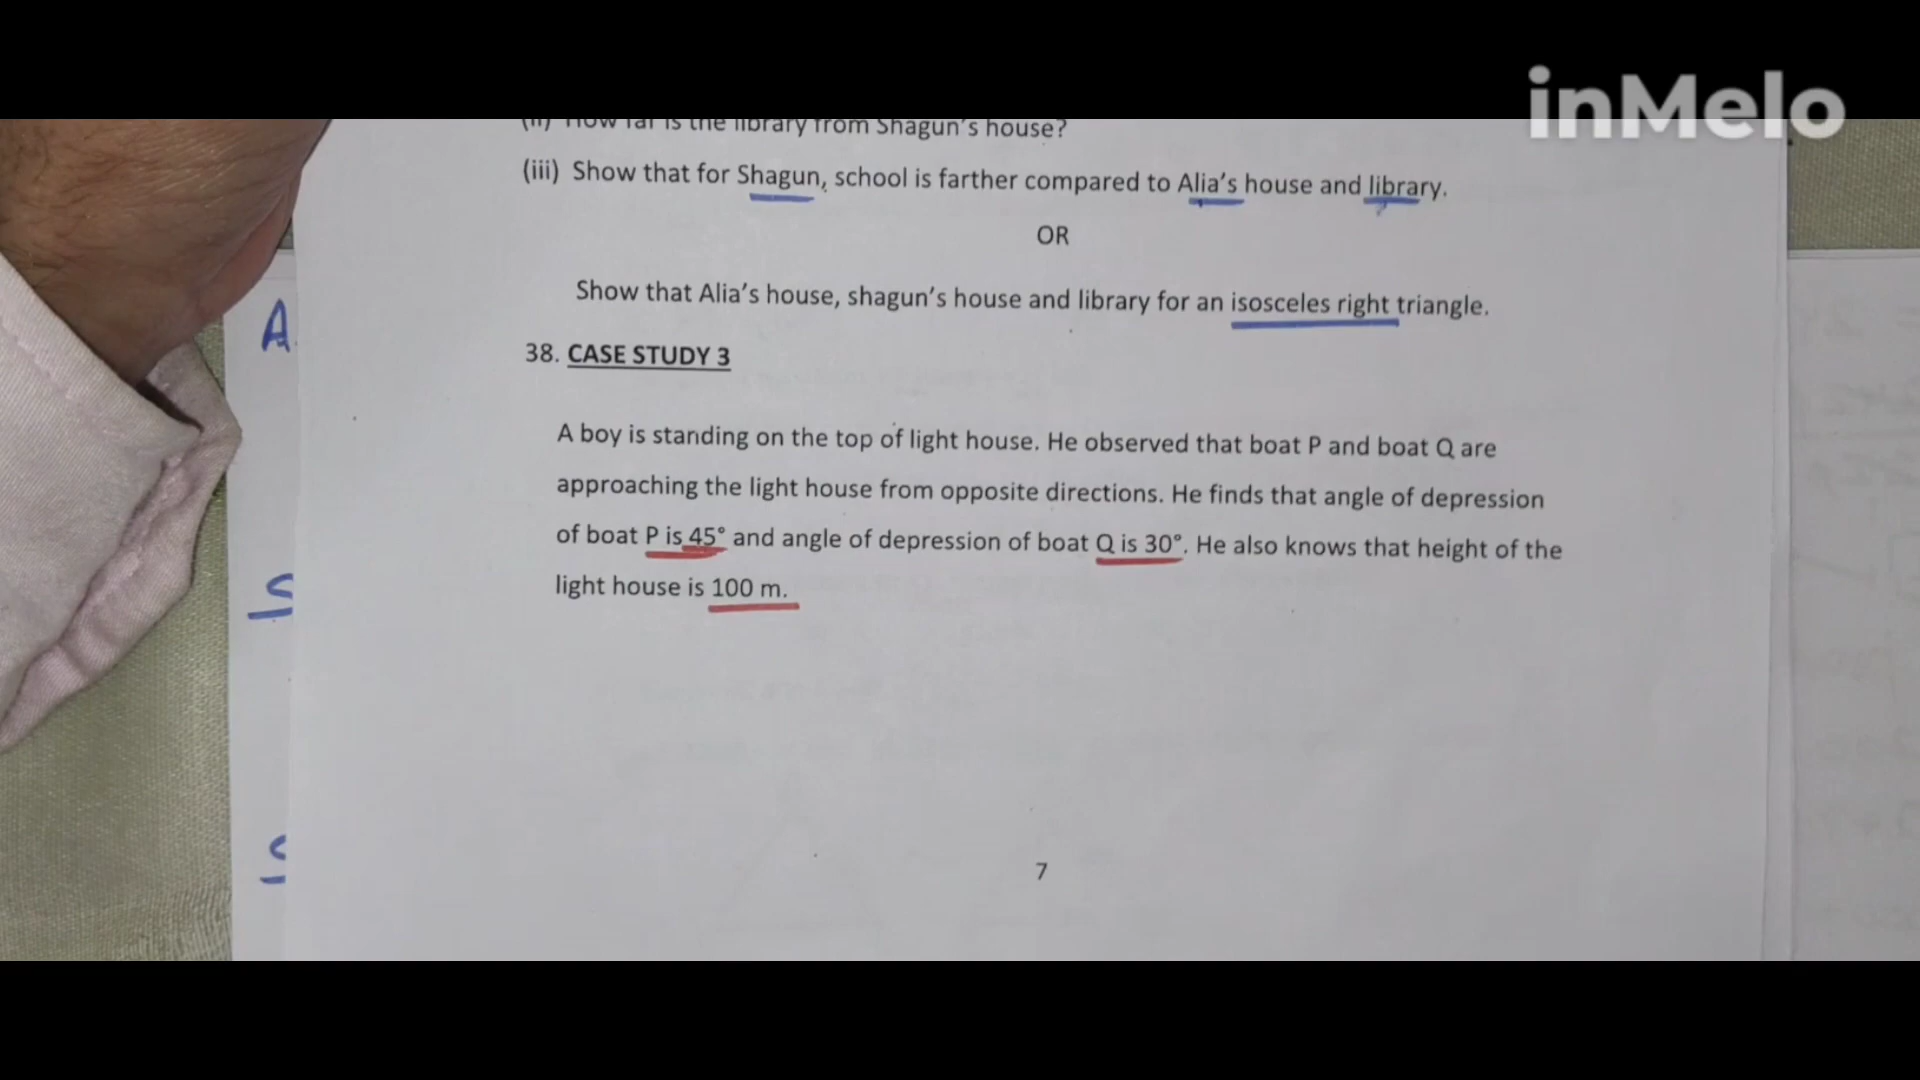 inMelo
(ii) How far is the library from Shagun's house?
(iii) Show that for Shagun, school is farther compared to Alia's house and library.
OR
Show that Alia's house, shagun's house and library for an isosceles right triangle.
38. CASE STUDY 3
A boy is standing on the top of light house. He observed that boat P and boat Q are
approaching the light house from opposite directions. He finds that angle of depression
of boat P is 45° and angle of depression of boat Q is 30°. He also knows that height of the
light house is 100 m.
7
A